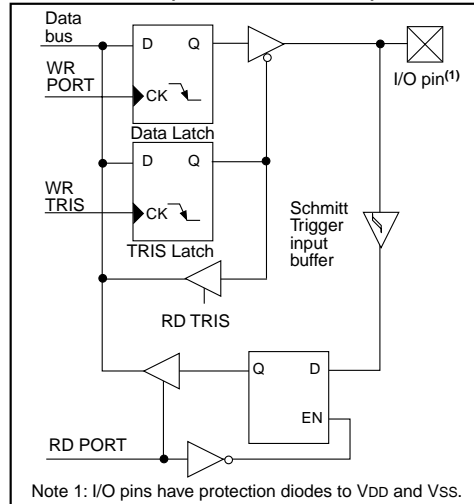 Data
bus
D Q
WR
PORT
CK
I/O pin(1)
Data Latch
D Q
WR
TRIS
CK
TRIS Latch
Schmitt
Trigger
input
buffer
RD TRIS
Q D
EN
RD PORT
Note 1: I/O pins have protection diodes to VDD and VSS.